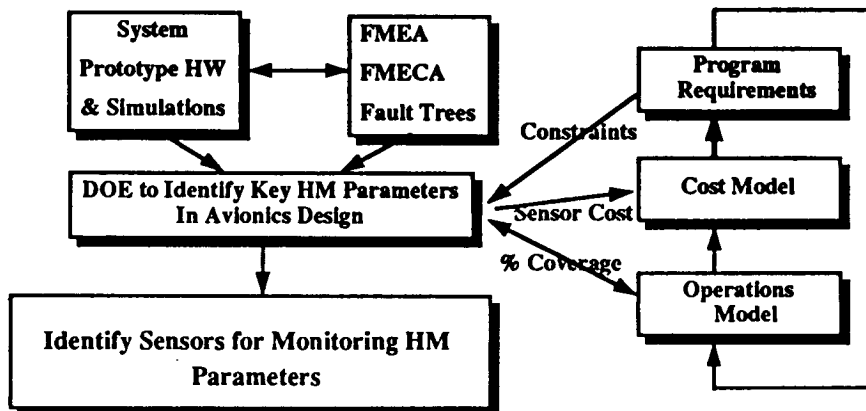 System
Prototype HW
& Simulations
FMEA
FMECA
Fault Trees
Program
Requirements
Constraints
DOE to Identify Key HM Parameters
In Avionics Design
Cost Model
Sensor Cost
% Coverage
Operations
Model
Identify Sensors for Monitoring HM
Parameters